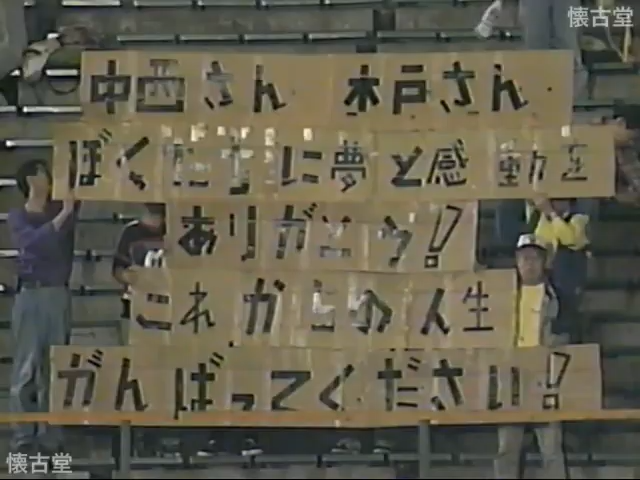 懐古堂
中西さん 木戸さん
ぼくたちに夢と感動を
ありがとう!
これからの人生
がんばってください!
懐古堂